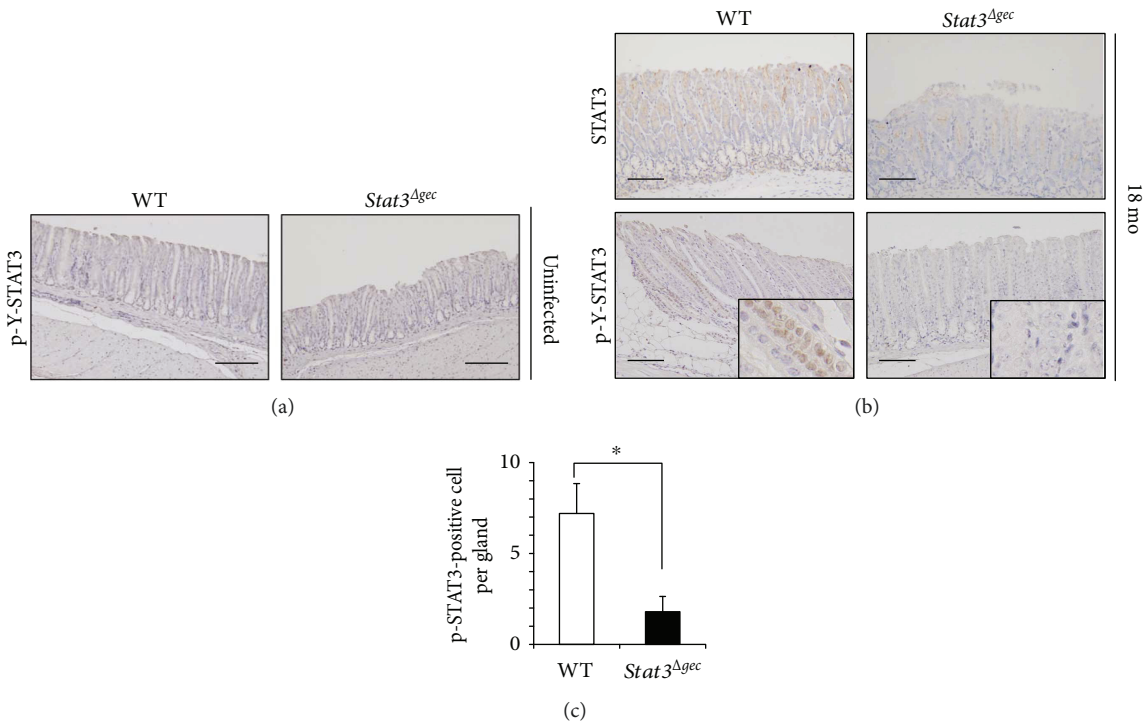 WT
Stat3Δgec
p-Y-STAT3
Uninfected
(a)
WT
Stat3Δgec
STAT3
p-Y-STAT3
18 mo
(b)
10
5
0
p-STAT3-positive cell
per gland
*
WT
Stat3Δgec
(c)